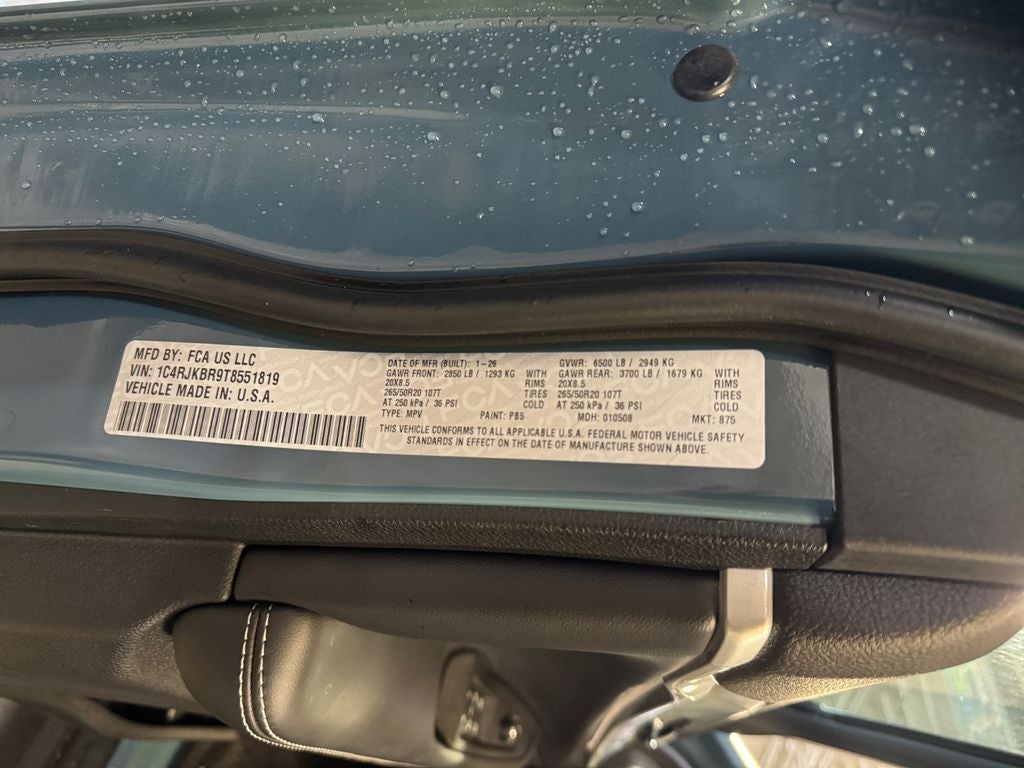 MFD BY: FCA US LLC
VIN: 1C4RJKBR9T8551819
VEHICLE MADE IN: U.S.A.
DATE OF MFR (BUILT): 1-26 GVWR: 6500 LB / 2949 KG
GAWR FRONT: 2850 LB / 1293 KG WITH GAWR REAR: 3700 LB / 1679 KG WITH
20X8.5 RIMS 20X8.5 RIMS
265/50R20 107T TIRES 265/50R20 107T TIRES
AT 250 kPa / 36 PSI COLD AT 250 kPa / 36 PSI COLD
TYPE: MPV PAINT: PB5 MDH: 010508 MKT: 875
THIS VEHICLE CONFORMS TO ALL APPLICABLE U.S.A. FEDERAL MOTOR VEHICLE SAFETY
STANDARDS IN EFFECT ON THE DATE OF MANUFACTURE SHOWN ABOVE.